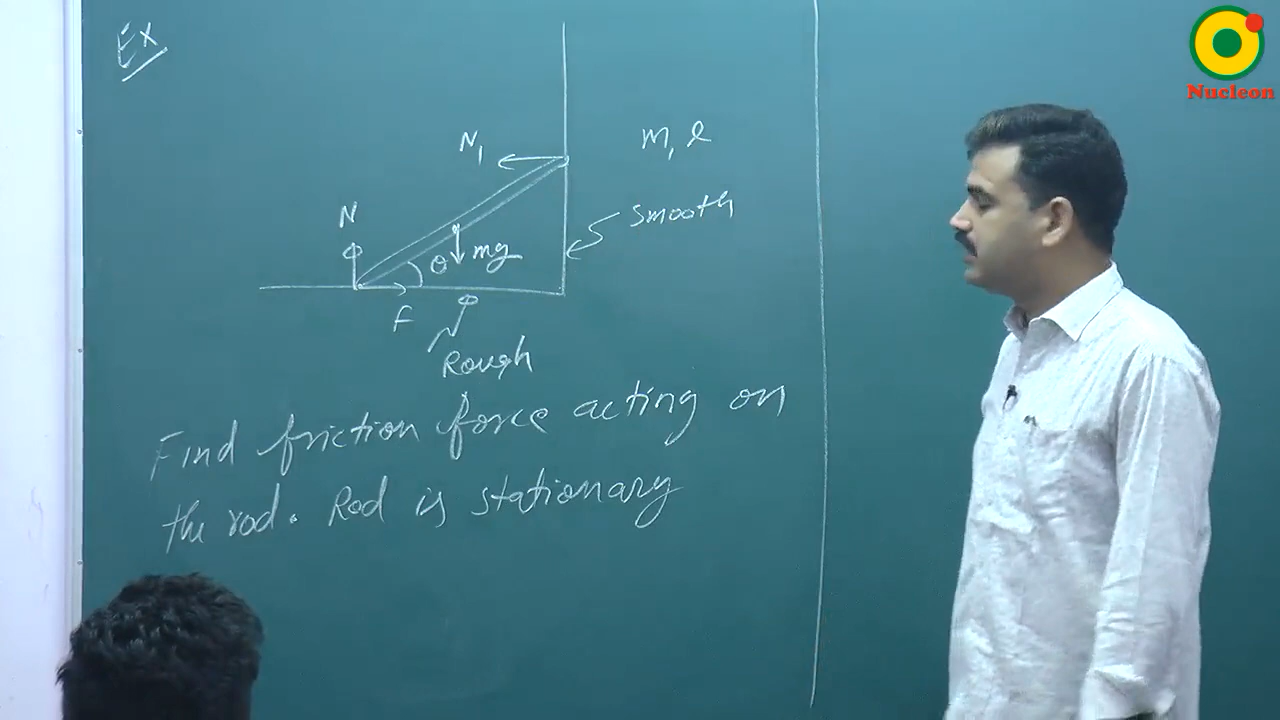 Ex
Nucleon
N₁
m, l
N
smooth
θ
mg
f
Rough
Find friction force acting on
the rod. Rod is stationary